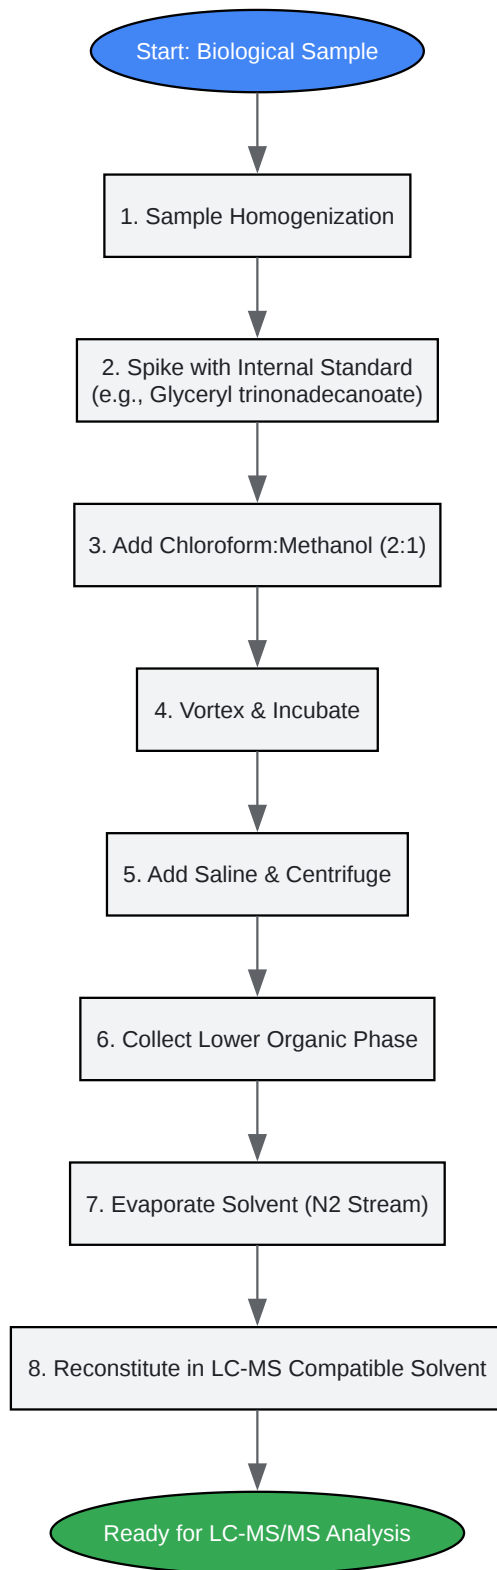 Start: Biological Sample
1. Sample Homogenization
2. Spike with Internal Standard
(e.g., Glyceryl trinonadecanoate)
3. Add Chloroform:Methanol (2:1)
4. Vortex & Incubate
5. Add Saline & Centrifuge
6. Collect Lower Organic Phase
7. Evaporate Solvent (N2 Stream)
8. Reconstitute in LC-MS Compatible Solvent
Ready for LC-MS/MS Analysis